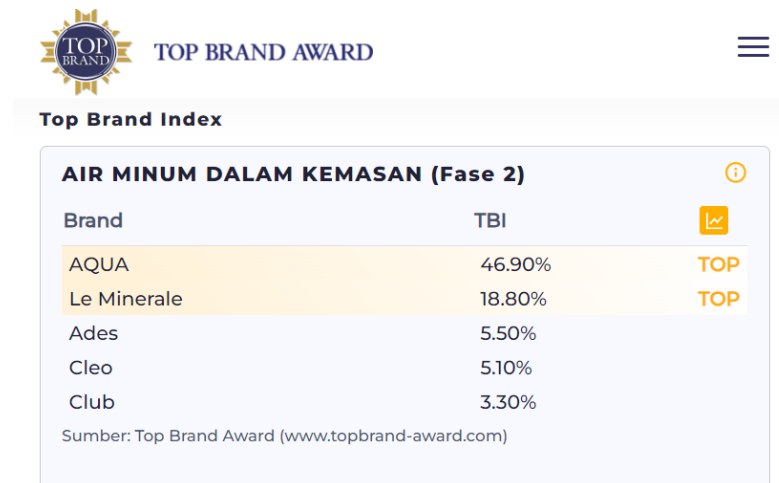 TOP
BRAND
TOP BRAND AWARD
Top Brand Index
AIR MINUM DALAM KEMASAN (Fase 2)
Brand TBI
AQUA 46.90% TOP
Le Minerale 18.80% TOP
Ades 5.50%
Cleo 5.10%
Club 3.30%
Sumber: Top Brand Award (www.topbrand-award.com)